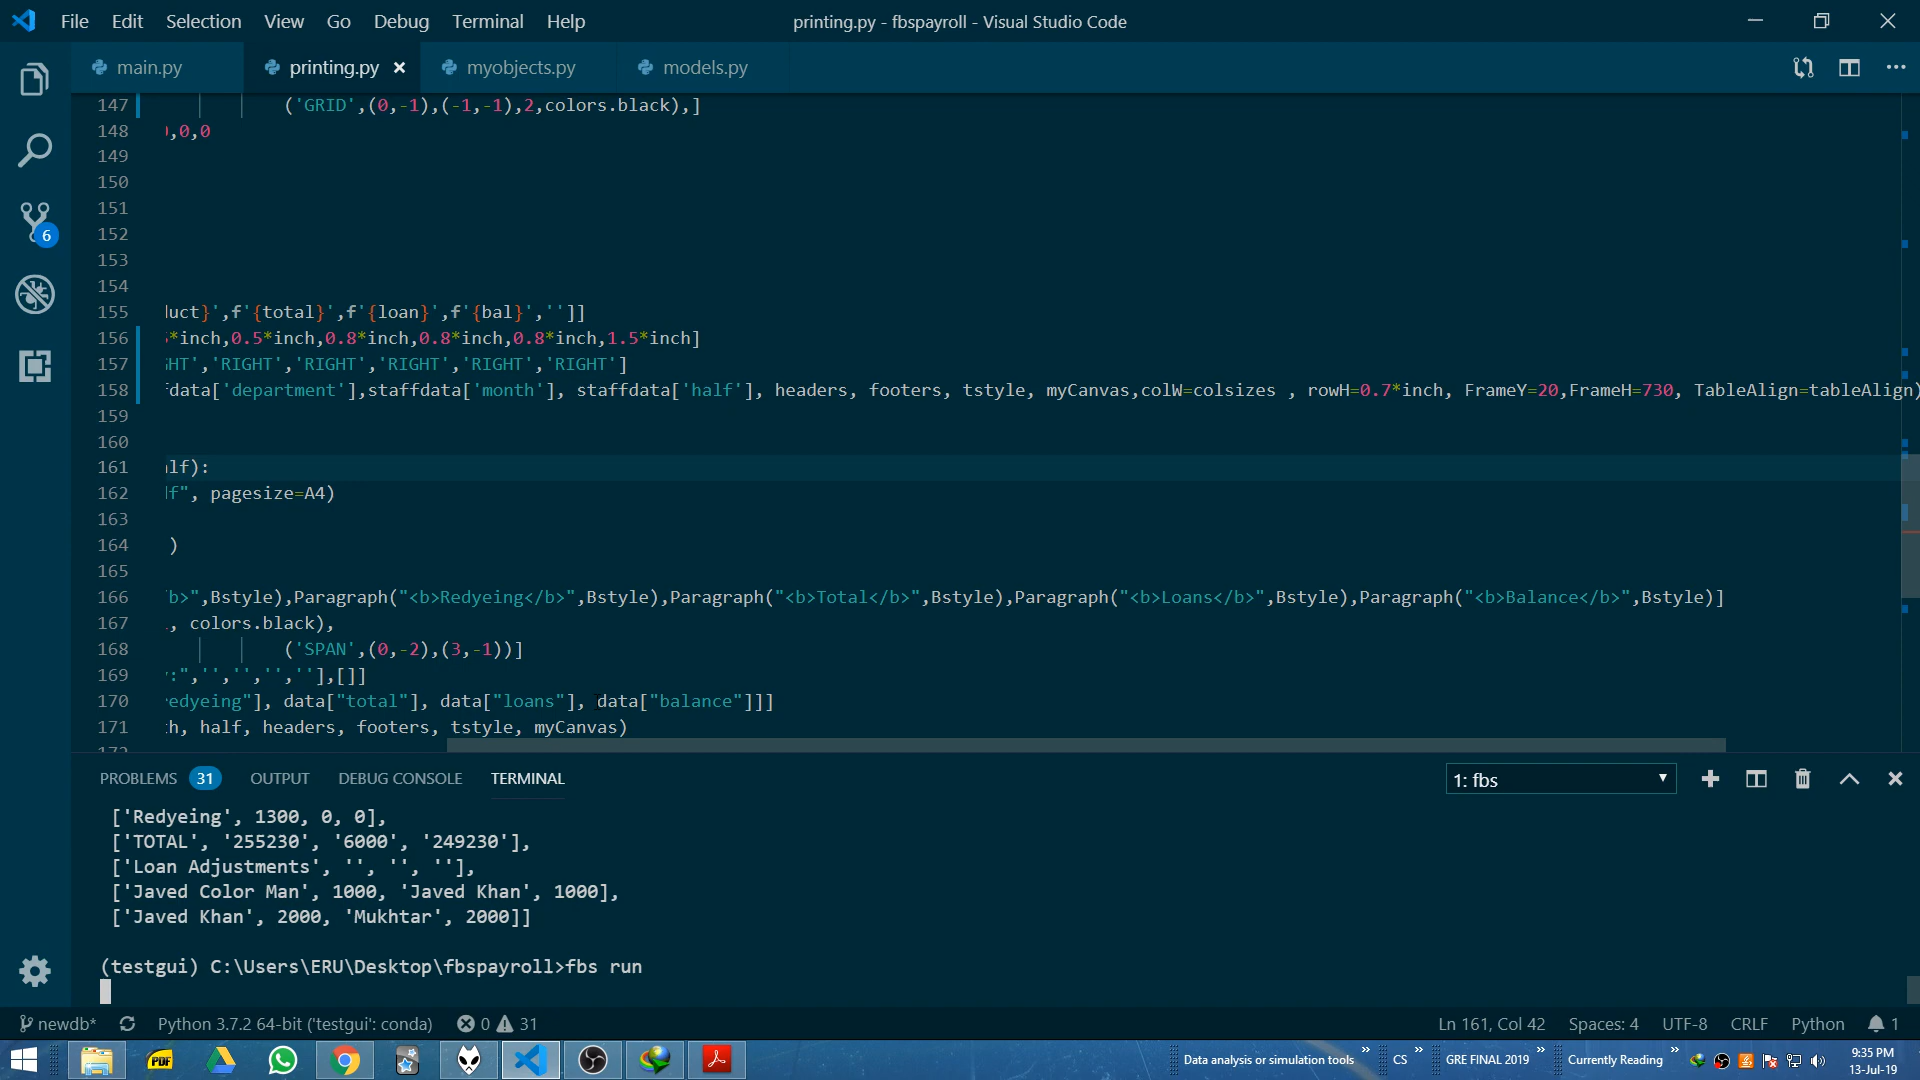 File Edit Selection View Go Debug Terminal Help
printing.py - fbspayroll - Visual Studio Code
main.py
printing.py
myobjects.py
models.py
147 ('GRID',(0,-1),(-1,-1),2,colors.black),]
148 ),0,0
149
150
151
152
153
154
155 duct}',f'{total}',f'{loan}',f'{bal}','']]
156 *inch,0.5*inch,0.8*inch,0.8*inch,0.8*inch,1.5*inch]
157 GHT','RIGHT','RIGHT','RIGHT','RIGHT','RIGHT']
158 fdata['department'],staffdata['month'], staffdata['half'], headers, footers, tstyle, myCanvas,colW=colsizes , rowH=0.7*inch, FrameY=20,FrameH=730, TableAlign=tableAlign)
159
160
161 alf):
162 df", pagesize=A4)
163
164 )
165
166 /b>",Bstyle),Paragraph("<b>Redyeing</b>",Bstyle),Paragraph("<b>Total</b>",Bstyle),Paragraph("<b>Loans</b>",Bstyle),Paragraph("<b>Balance</b>",Bstyle)]
167 , colors.black),
168 ('SPAN',(0,-2),(3,-1))]
169 y:",'','','',''],[]]
170 redyeing"], data["total"], data["loans"], data["balance"]]]
171 th, half, headers, footers, tstyle, myCanvas)
172
PROBLEMS 31 OUTPUT DEBUG CONSOLE TERMINAL
1: fbs
['Redyeing', 1300, 0, 0],
['TOTAL', '255230', '6000', '249230'],
['Loan Adjustments', '', '', ''],
['Javed Color Man', 1000, 'Javed Khan', 1000],
['Javed Khan', 2000, 'Mukhtar', 2000]]
(testgui) C:\Users\ERU\Desktop\fbspayroll>fbs run
6
newdb* Python 3.7.2 64-bit ('testgui': conda) 0 31
Ln 161, Col 42 Spaces: 4 UTF-8 CRLF Python 1
PDF
Data analysis or simulation tools » CS » GRE FINAL 2019 » Currently Reading »
9:35 PM
13-Jul-19